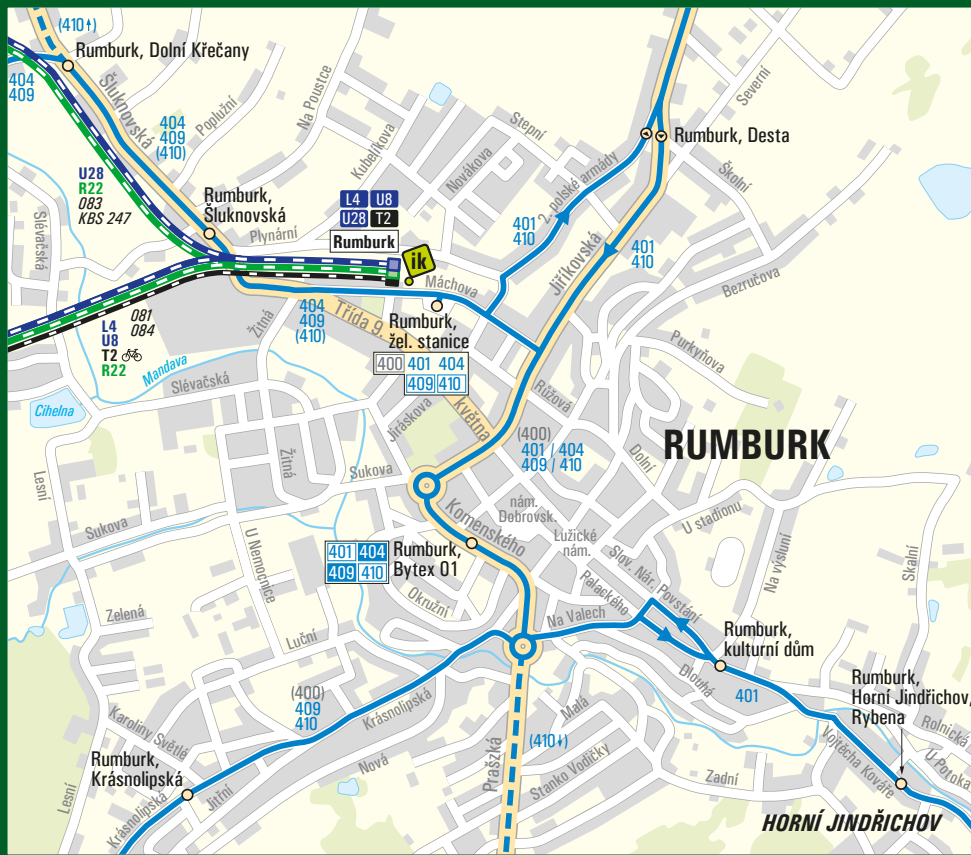 (410↑)
Rumburk, Dolní Křečany
404
409
Šluknovská
404
409
(410)
Poplužní
Na Poustce
Kubelíkova
Stepní
Novákova
2. polské armády
Severní
Rumburk, Desta
Školní
U28
R22
083
KBS 247
Slévačská
Rumburk,
Šluknovská
Plynární
L4 U8
U28 T2
Rumburk
ik
Máchova
401
410
Jiříkovská
401
410
Bezručova
Purkyňova
081
084
L4
U8
T2
R22
Žitná
404
409
(410)
Třída 9.
května
Rumburk,
žel. stanice
400 401 404
409 410
Mandava
Slévačská
Cihelna
Jiráskova
Růžová
(400)
401 / 404
409 / 410
RUMBURK
Dolní
Lesní
Žitná
Sukova
Sukova
U Nemocnice
Komenského
nám.
Dobrovsk.
Lužické
nám.
U stadionu
Slov. Nár. Povstání
Na výsluní
Skalní
401 404
409 410
Rumburk,
Bytex 01
Okružní
Palackého
Na Valech
Zelená
Luční
Rumburk,
kulturní dům
Dlouhá
401
Rumburk,
Horní Jindřichov,
Rybena
Rolnická
U Potoka
Vojtěcha Kováře
(400)
409
410
Krásnolipská
Karoliny Světlé
Rumburk,
Krásnolipská
Lesní
Krásnolipská
Jitřní
Nová
Pražská
(410↓)
Malá
Stanko Vodičky
Zadní
HORNÍ JINDŘICHOV